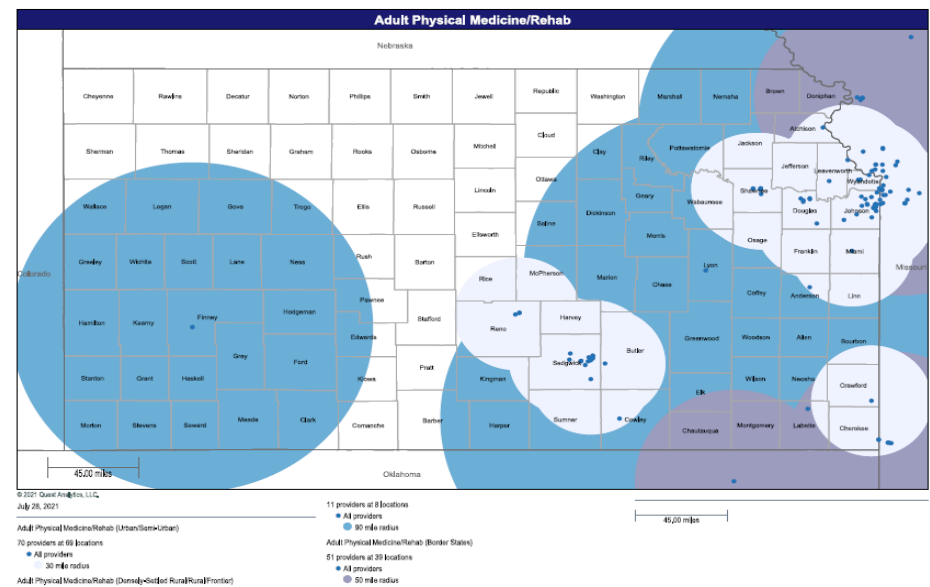 Adult Physical Medicine/Rehab
Nebraska
Cheyenne Rawlins Decatur Norton Phillips Smith Jewell Republic Washington Marshall Nemaha Brown Doniphan
Atchison
Cloud
Sherman Thomas Sheridan Graham Rooks Osborne Mitchell Clay Riley Pottawatomie Jackson
Jefferson Leavenworth
Ottawa Wyandotte
Lincoln Shawnee
Wallace Logan Gove Trego Ellis Russell Dickinson Geary Wabaunsee Douglas Johnson
Saline
Ellsworth Morris Osage
Franklin Miami
Greeley Wichita Scott Lane Ness Rush Barton Lyon
Colorado Rice McPherson Marion Missouri
Chase Coffey Anderson Linn
Pawnee
Hamilton Kearny Finney Hodgeman Stafford Reno Harvey
Edwards Greenwood Woodson Allen Bourbon
Gray Ford Butler
Sedgwick
Stanton Grant Haskell Kiowa Pratt Kingman Wilson Neosho Crawford
Elk
Morton Stevens Seward Meade Clark Comanche Barber Harper Sumner Cowley Chautauqua Montgomery Labette Cherokee
Oklahoma
45.00 miles
© 2021 Quest Analytics, LLC.
July 28, 2021
Adult Physical Medicine/Rehab (Urban/Semi-Urban)
70 providers at 69 locations
All providers
30 mile radius
Adult Physical Medicine/Rehab (Densely-Settled Rural/Rural/Frontier)
11 providers at 8 locations
All providers
90 mile radius
Adult Physical Medicine/Rehab (Border States)
51 providers at 39 locations
All providers
50 mile radius
45.00 miles